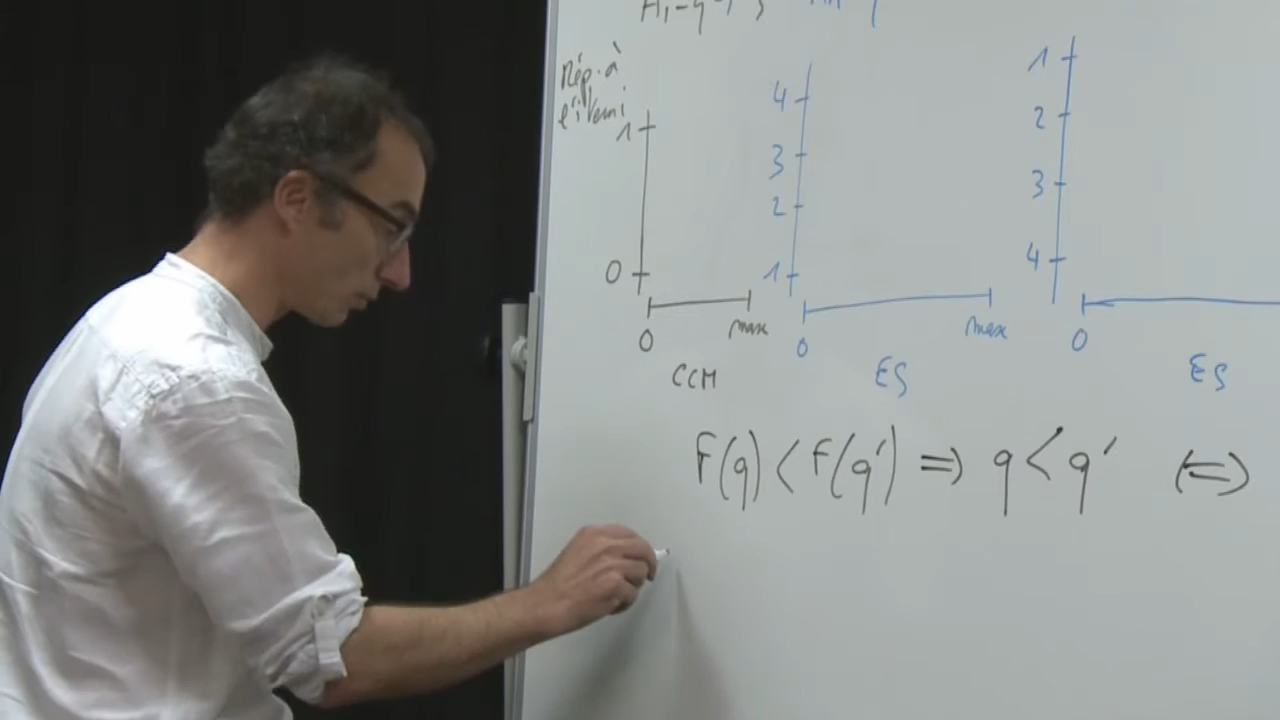 Rép. à
l'item i
1
0
0 max
CCM
4
3
2
1
0 max
ES
1
2
3
4
0
ES
F(q) < F(q') => q < q' (=>)